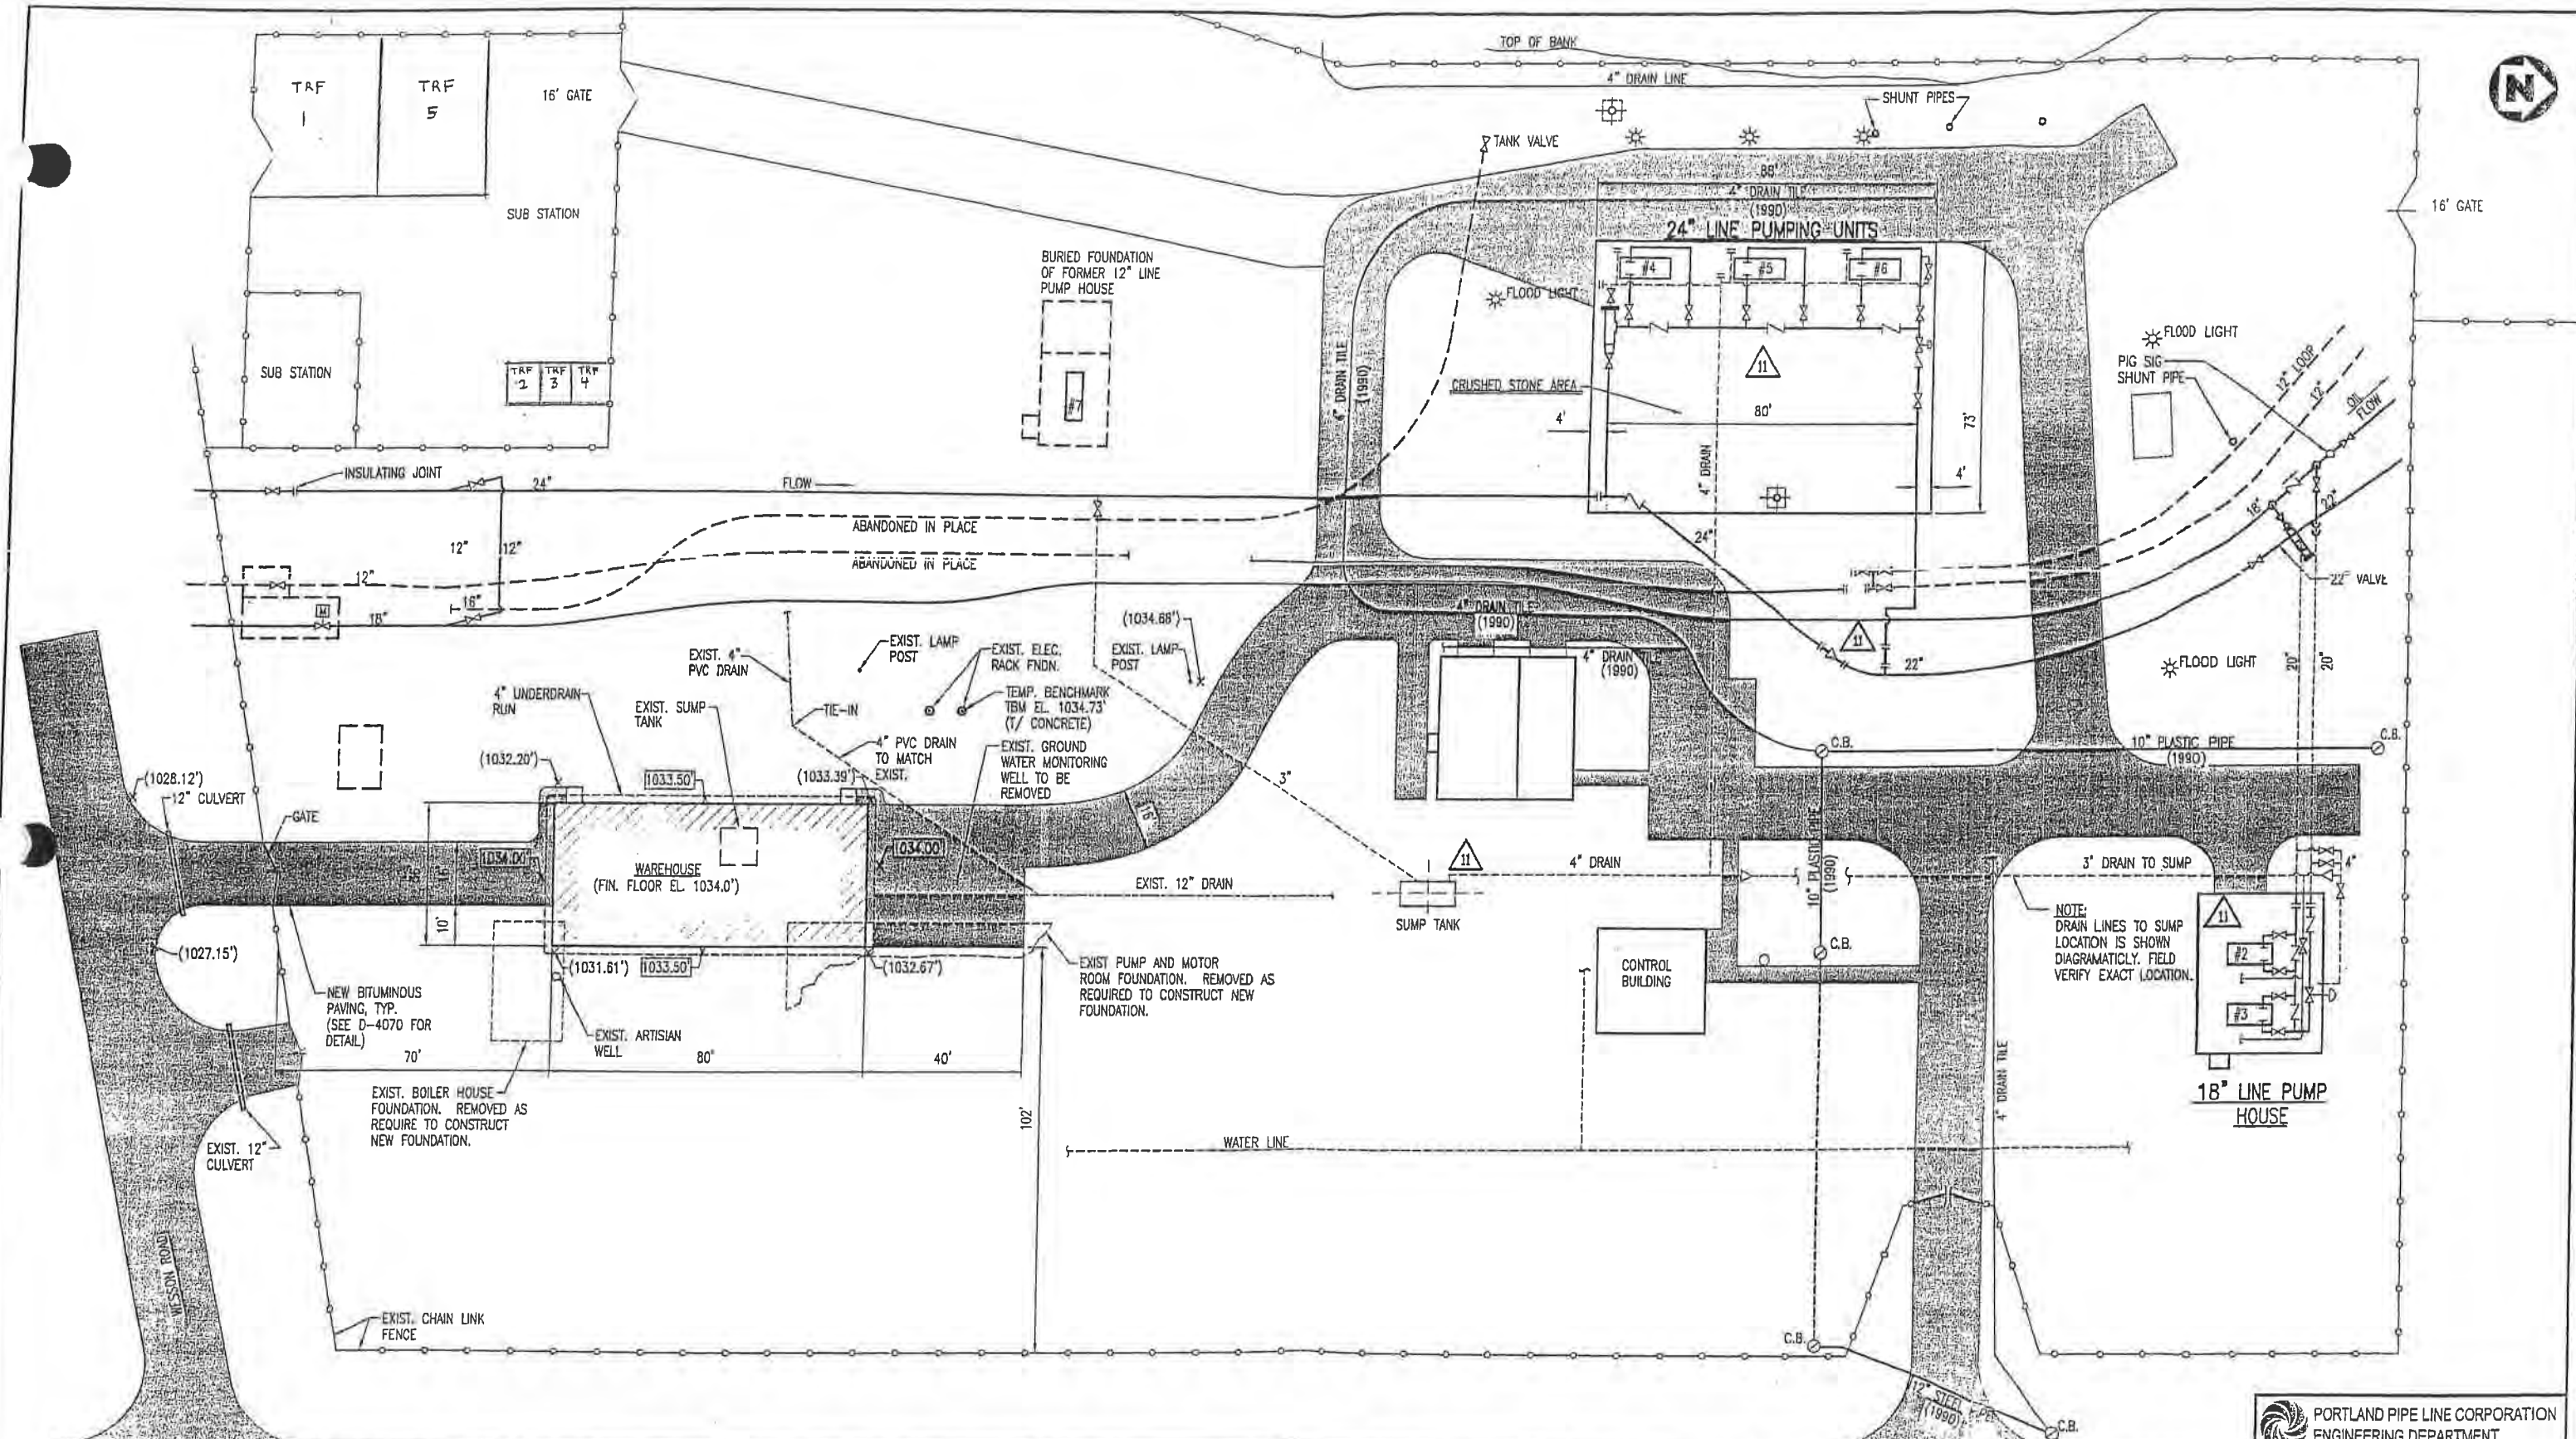 TOP OF BANK
4" DRAIN LINE
TRF
1
TRF
5
16' GATE
SHUNT PIPES
N
TANK VALVE
88'
4" DRAIN TILE
(1990)
24" LINE PUMPING UNITS
16' GATE
SUB STATION
BURIED FOUNDATION
OF FORMER 12" LINE
PUMP HOUSE
#7
#4
#5
#6
FLOOD LIGHT
11
CRUSHED STONE AREA
4'
80'
73'
4'
4" DRAIN
(1990)
FLOOD LIGHT
PIG SIG
SHUNT PIPE
12" LOOP
12"
OIL
FLOW
SUB STATION
TRF
2
TRF
3
TRF
4
INSULATING JOINT
24"
FLOW
ABANDONED IN PLACE
ABANDONED IN PLACE
12"
12"
12"
16"
18"
M
24"
18"
22"
22" VALVE
11
22"
20"
20"
FLOOD LIGHT
4" DRAIN TILE
(1990)
4" DRAIN TILE
(1990)
(1034.68')
EXIST. LAMP
POST
EXIST. 4"
PVC DRAIN
EXIST. LAMP
POST
EXIST. ELEC.
RACK FNDN.
TEMP. BENCHMARK
TBM EL. 1034.73'
(T/ CONCRETE)
4" UNDERDRAIN
RUN
EXIST. SUMP
TANK
TIE-IN
4" PVC DRAIN
TO MATCH
EXIST.
EXIST. GROUND
WATER MONITORING
WELL TO BE
REMOVED
(1032.20')
1033.50'
(1033.39')
3"
16'
C.B.
10" PLASTIC PIPE
(1990)
C.B.
(1028.12')
12" CULVERT
GATE
1034.00'
16'
10'
WAREHOUSE
(FIN. FLOOR EL. 1034.0')
1034.00'
EXIST. 12" DRAIN
SUMP TANK
11
4" DRAIN
10" PLASTIC TILE
(1990)
3" DRAIN TO SUMP
4"
NOTE:
DRAIN LINES TO SUMP
LOCATION IS SHOWN
DIAGRAMATICLY. FIELD
VERIFY EXACT LOCATION.
11
#2
#3
18" LINE PUMP
HOUSE
(1027.15')
(1031.61')
1033.50'
(1032.67')
NEW BITUMINOUS
PAVING, TYP.
(SEE D-4070 FOR
DETAIL)
EXIST. ARTISIAN
WELL
EXIST PUMP AND MOTOR
ROOM FOUNDATION. REMOVED AS
REQUIRED TO CONSTRUCT NEW
FOUNDATION.
CONTROL
BUILDING
C.B.
70'
80'
40'
EXIST. BOILER HOUSE
FOUNDATION. REMOVED AS
REQUIRE TO CONSTRUCT
NEW FOUNDATION.
EXIST. 12"
CULVERT
102'
WATER LINE
4" DRAIN TILE
WESSON ROAD
EXIST. CHAIN LINK
FENCE
C.B.
12" STEEL PIPE
(1990)
C.B.
PORTLAND PIPE LINE CORPORATION
ENGINEERING DEPARTMENT